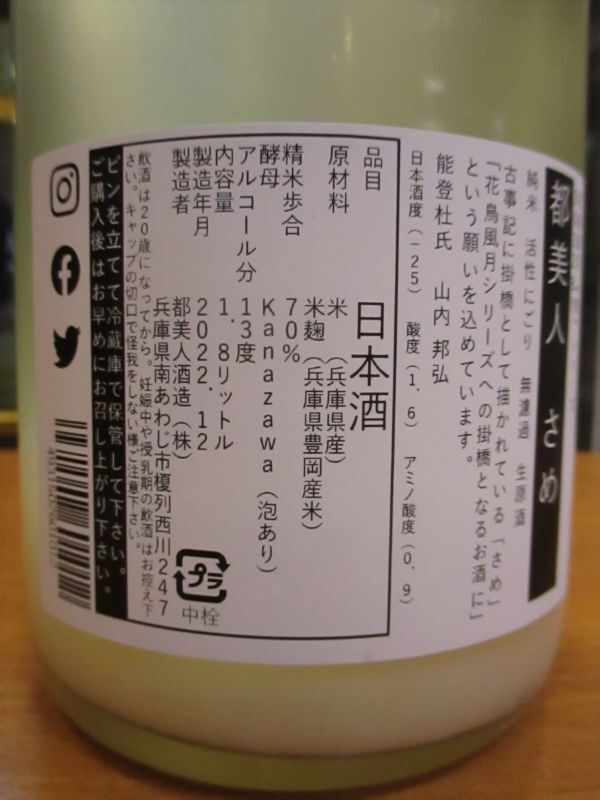 都美人 さめ
純米 活性にごり 無濾過 生原酒
古事記に掛橋として描かれている「さめ」
「花鳥風月シリーズへの掛橋となるお酒に」
という願いを込めています。
能登杜氏 山内 邦弘
日本酒度(−25) 酸度(1.6) アミノ酸度(0.9)
品目 日本酒
原材料 米(兵庫県産)
米麹(兵庫県豊岡産米)
精米歩合 70%
酵母 Kanazawa(泡あり)
アルコール分 13度
内容量 1.8リットル
製造年月 2022.12
製造者 都美人酒造(株)
兵庫県南あわじ市榎列西川247
プラ
中栓
飲酒は20歳になってから。妊娠中や授乳期の飲酒はお控え下
さい。キャップの切口で怪我をしない様ご注意下さい。
ビンを立てて冷蔵庫で保管して下さい。
ご購入後はお早めにお召し上がり下さい。